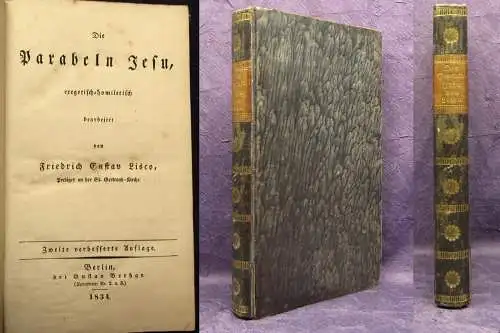 Die
Parabeln Jesu,
exegetisch-homiletisch
bearbeitet
von
Friedrich Gustav Lisco,
Prediger an der St. Gertraud-Kirche.
Zweite verbesserte Auflage.
Berlin,
bei Gustav Bethge
1834.